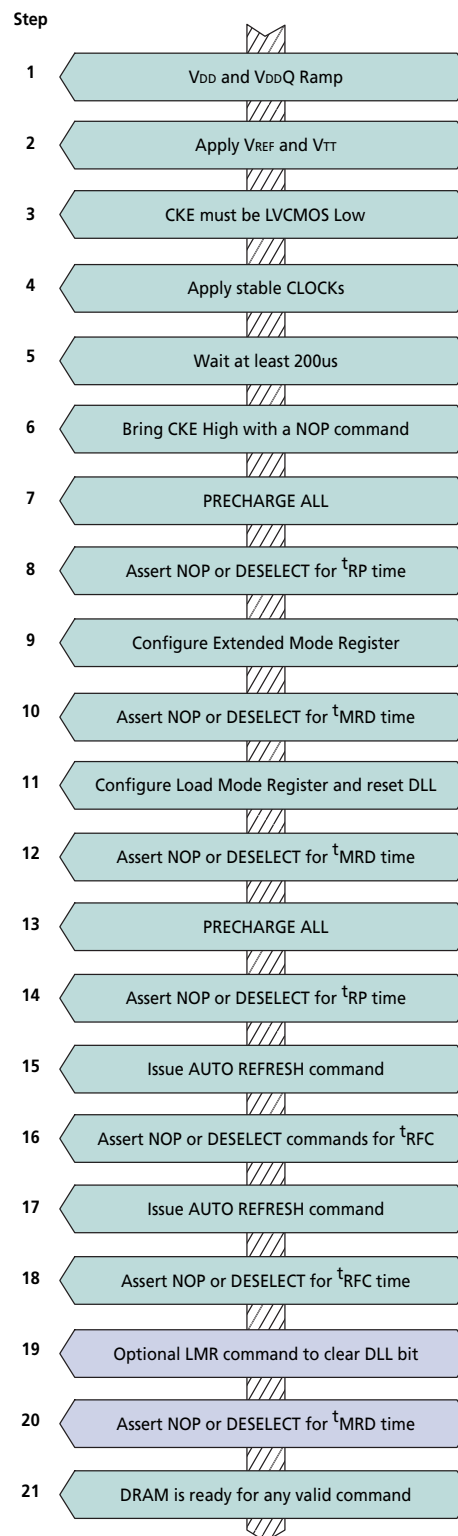 Step
1 VDD and VDDQ Ramp
2 Apply VREF and VTT
3 CKE must be LVCMOS Low
4 Apply stable CLOCKs
5 Wait at least 200us
6 Bring CKE High with a NOP command
7 PRECHARGE ALL
8 Assert NOP or DESELECT for tRP time
9 Configure Extended Mode Register
10 Assert NOP or DESELECT for tMRD time
11 Configure Load Mode Register and reset DLL
12 Assert NOP or DESELECT for tMRD time
13 PRECHARGE ALL
14 Assert NOP or DESELECT for tRP time
15 Issue AUTO REFRESH command
16 Assert NOP or DESELECT commands for tRFC
17 Issue AUTO REFRESH command
18 Assert NOP or DESELECT for tRFC time
19 Optional LMR command to clear DLL bit
20 Assert NOP or DESELECT for tMRD time
21 DRAM is ready for any valid command